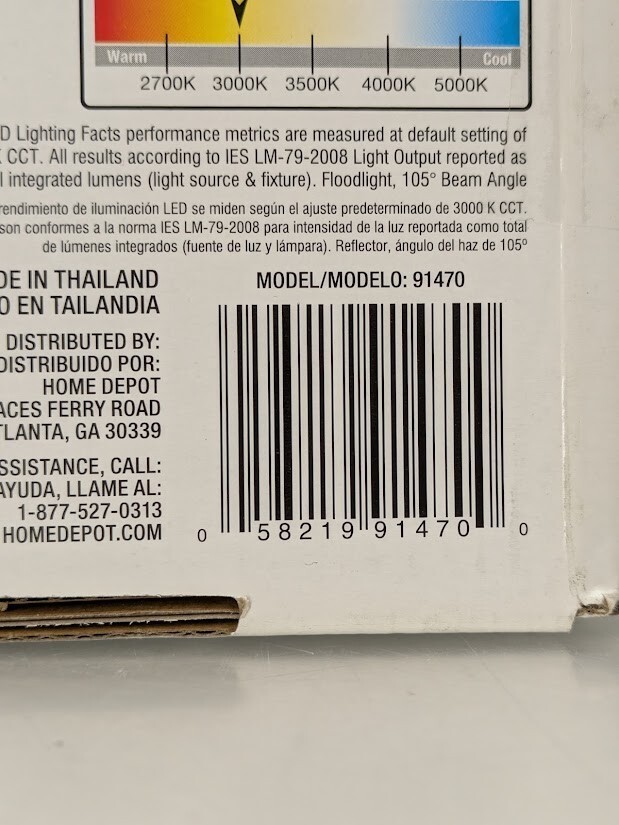 Warm Cool
2700K 3000K 3500K 4000K 5000K
D Lighting Facts performance metrics are measured at default setting of
CCT. All results according to IES LM-79-2008 Light Output reported as
l integrated lumens (light source & fixture). Floodlight, 105° Beam Angle
rendimiento de iluminación LED se miden según el ajuste predeterminado de 3000 K CCT.
son conformes a la norma IES LM-79-2008 para intensidad de la luz reportada como total
de lúmenes integrados (fuente de luz y lámpara). Reflector, ángulo del haz de 105º
DE IN THAILAND
O EN TAILANDIA
DISTRIBUTED BY:
DISTRIBUIDO POR:
HOME DEPOT
ACES FERRY ROAD
TLANTA, GA 30339
SSISTANCE, CALL:
AYUDA, LLAME AL:
1-877-527-0313
HOMEDEPOT.COM
MODEL/MODELO: 91470
0 58219 91470 0